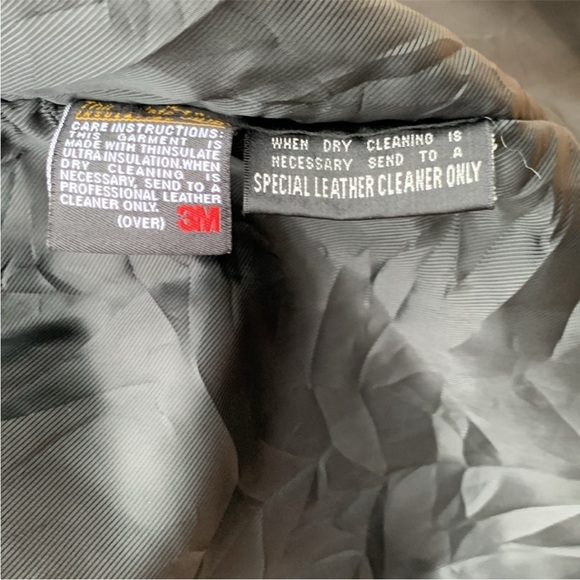 CARE INSTRUCTIONS:
THIS GARMENT IS
MADE WITH THINSULATE
ULTRA INSULATION. WHEN
DRY CLEANING IS
NECESSARY, SEND TO A
PROFESSIONAL LEATHER
CLEANER ONLY.
(OVER) 3M
WHEN DRY CLEANING IS
NECESSARY SEND TO A
SPECIAL LEATHER CLEANER ONLY